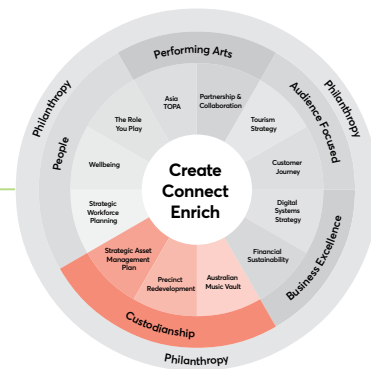 Philanthropy
Performing Arts
Philanthropy
Audience Focused
People
Business Excellence
Custodianship
Philanthropy
Asia
TOPA
Partnership &
Collaboration
Tourism
Strategy
Customer
Journey
Digital
Systems
Strategy
Financial
Sustainability
Australian
Music Vault
Precinct
Redevelopment
Strategic Asset
Management
Plan
Strategic
Workforce
Planning
Wellbeing
The Role
You Play
Create
Connect
Enrich